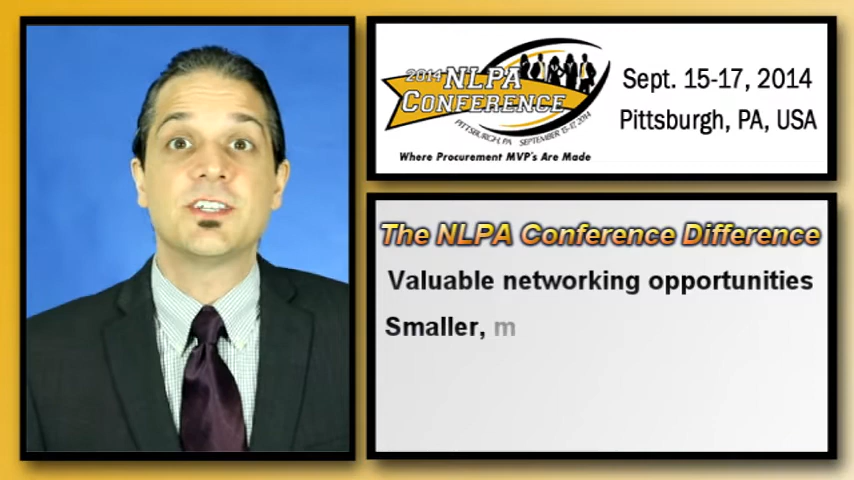 2014 NLPA
CONFERENCE
PITTSBURGH, PA SEPTEMBER 15-17, 2014
Where Procurement MVP's Are Made
Sept. 15-17, 2014
Pittsburgh, PA, USA
The NLPA Conference Difference
Valuable networking opportunities
Smaller, m